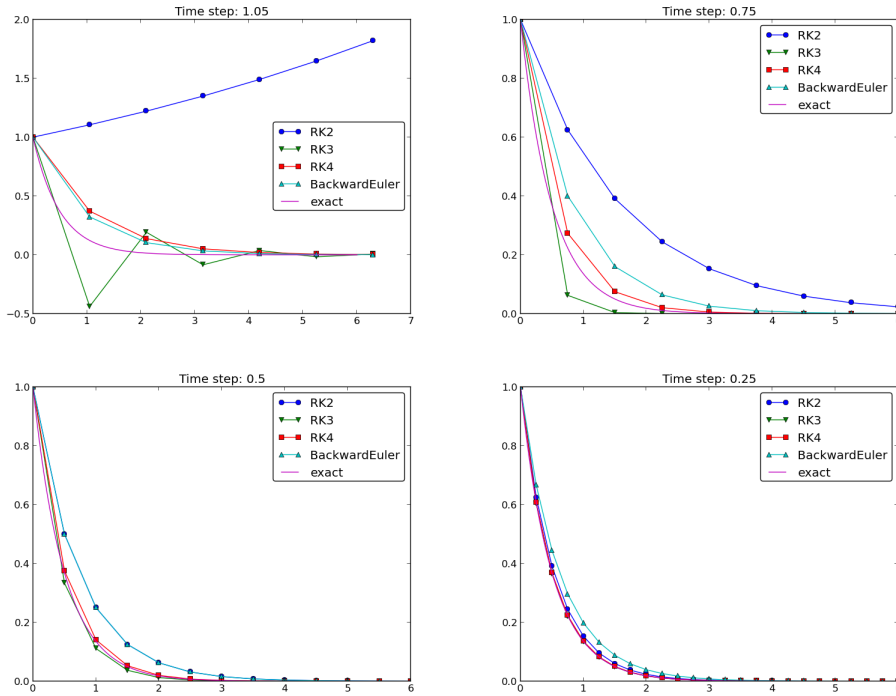 Time step: 1.05
2.0
1.5
1.0
0.5
0.0
−0.5
0 1 2 3 4 5 6 7
RK2
RK3
RK4
BackwardEuler
exact
Time step: 0.75
1.0
0.8
0.6
0.4
0.2
0.0
0 1 2 3 4 5
RK2
RK3
RK4
BackwardEuler
exact
Time step: 0.5
1.0
0.8
0.6
0.4
0.2
0.0
0 1 2 3 4 5 6
RK2
RK3
RK4
BackwardEuler
exact
Time step: 0.25
1.0
0.8
0.6
0.4
0.2
0.0
0 1 2 3 4 5
RK2
RK3
RK4
BackwardEuler
exact